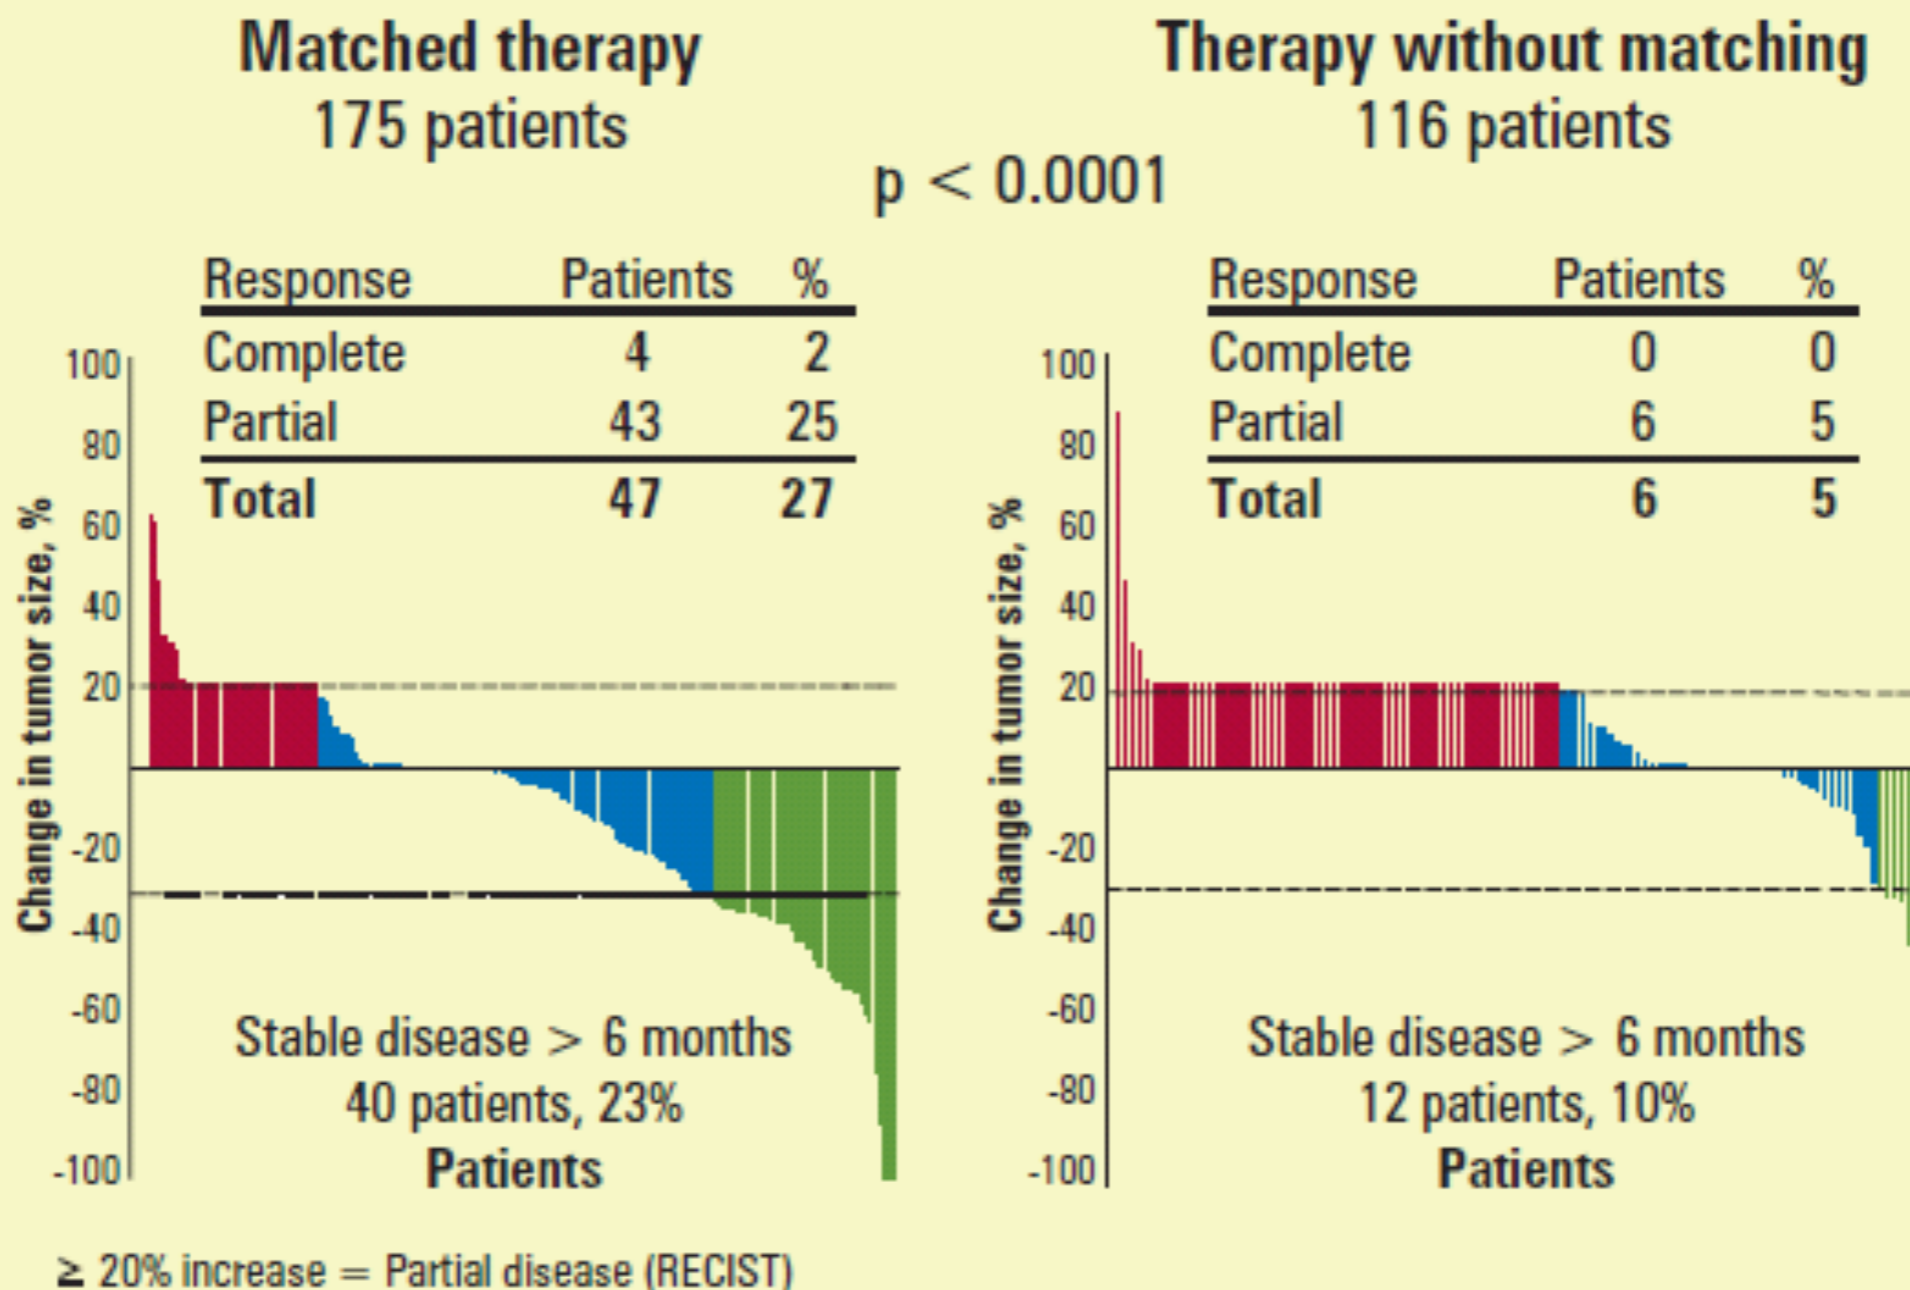 Matched therapy
175 patients
Therapy without matching
116 patients
p < 0.0001
Response Patients %
Complete 4 2
Partial 43 25
Total 47 27
Change in tumor size, %
100
80
60
40
20
-20
-40
-60
-80
-100
Stable disease > 6 months
40 patients, 23%
Patients
Response Patients %
Complete 0 0
Partial 6 5
Total 6 5
Change in tumor size, %
100
80
60
40
20
-20
-40
-60
-80
-100
Stable disease > 6 months
12 patients, 10%
Patients
≥ 20% increase = Partial disease (RECIST)